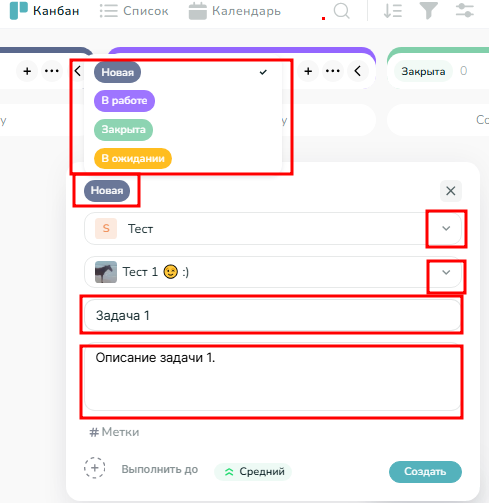 Канбан Список Календарь
Новая
Закрыта 0
В работе
Закрыта
у у Со
В ожидании
Новая
S Тест
Тест 1 😉 :)
Задача 1
Описание задачи 1.
#Метки
Выполнить до Средний Создать